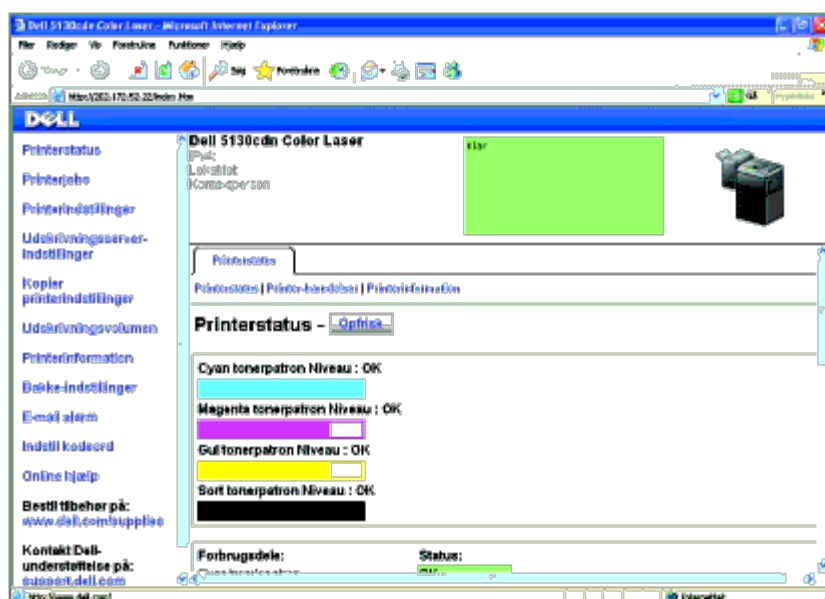 Dell 5130cdn Color Laser - Microsoft Internet Explorer
Filer Rediger Vis Foretrukne Funktioner Hjælp
Søg Foretrukne
DELL
Printerstatus
Printerjobs
Printerindstillinger
Udskrivningsserver-
indstillinger
Kopier
printerindstillinger
Udskrivningsvolumen
Printerinformation
Bakke-indstillinger
E-mail alarm
Indstil kodeord
Online hjælp
Bestil tilbehør på:
www.dell.com/supplies
Kontakt Dell-
understøttelse på:
support.dell.com
Dell 5130cdn Color Laser
IPv4:
Lokalitet
klar
Printerstatus
Printerstatus | Printer-hændelser | Printerinformation
Printerstatus - Opfrisk
Cyan tonerpatron Niveau : OK
Magenta tonerpatron Niveau : OK
Gul tonerpatron Niveau : OK
Sort tonerpatron Niveau : OK
Forbrugsdele: Status:
OK
Internettet